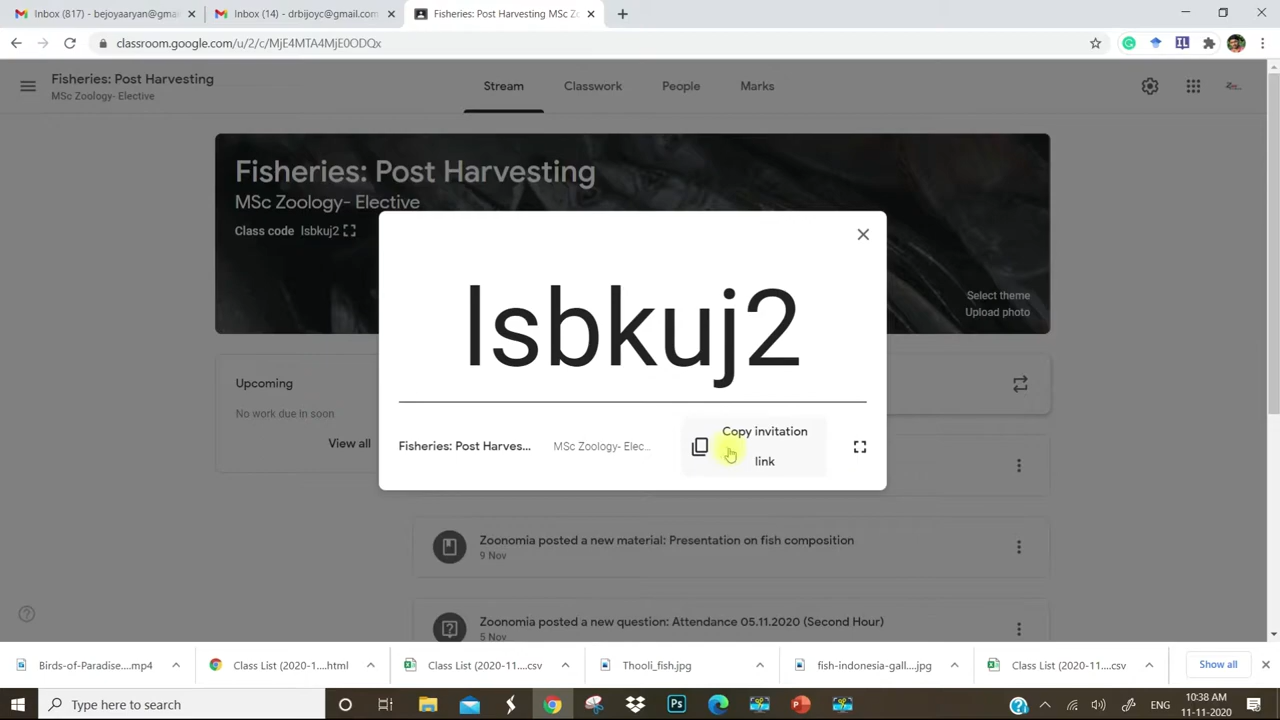 Inbox (817) - bejoyaaryan@gmai
Inbox (14) - drbijoyc@gmail.com
Fisheries: Post Harvesting MSc Zo
classroom.google.com/u/2/c/MjE4MTA4MjE0ODQx
Fisheries: Post Harvesting
MSc Zoology- Elective
Stream
Classwork
People
Marks
Fisheries: Post Harvesting
MSc Zoology- Elective
Class code lsbkuj2
Select theme
Upload photo
lsbkuj2
Fisheries: Post Harves...
MSc Zoology- Elec...
Copy invitation
link
Upcoming
No work due in soon
View all
Zoonomia posted a new material: Presentation on fish composition
9 Nov
Zoonomia posted a new question: Attendance 05.11.2020 (Second Hour)
5 Nov
Birds-of-Paradise....mp4
Class List (2020-1....html
Class List (2020-11....csv
Thooli_fish.jpg
fish-indonesia-gall....jpg
Class List (2020-11....csv
Show all
Type here to search
ENG
10:38 AM
11-11-2020